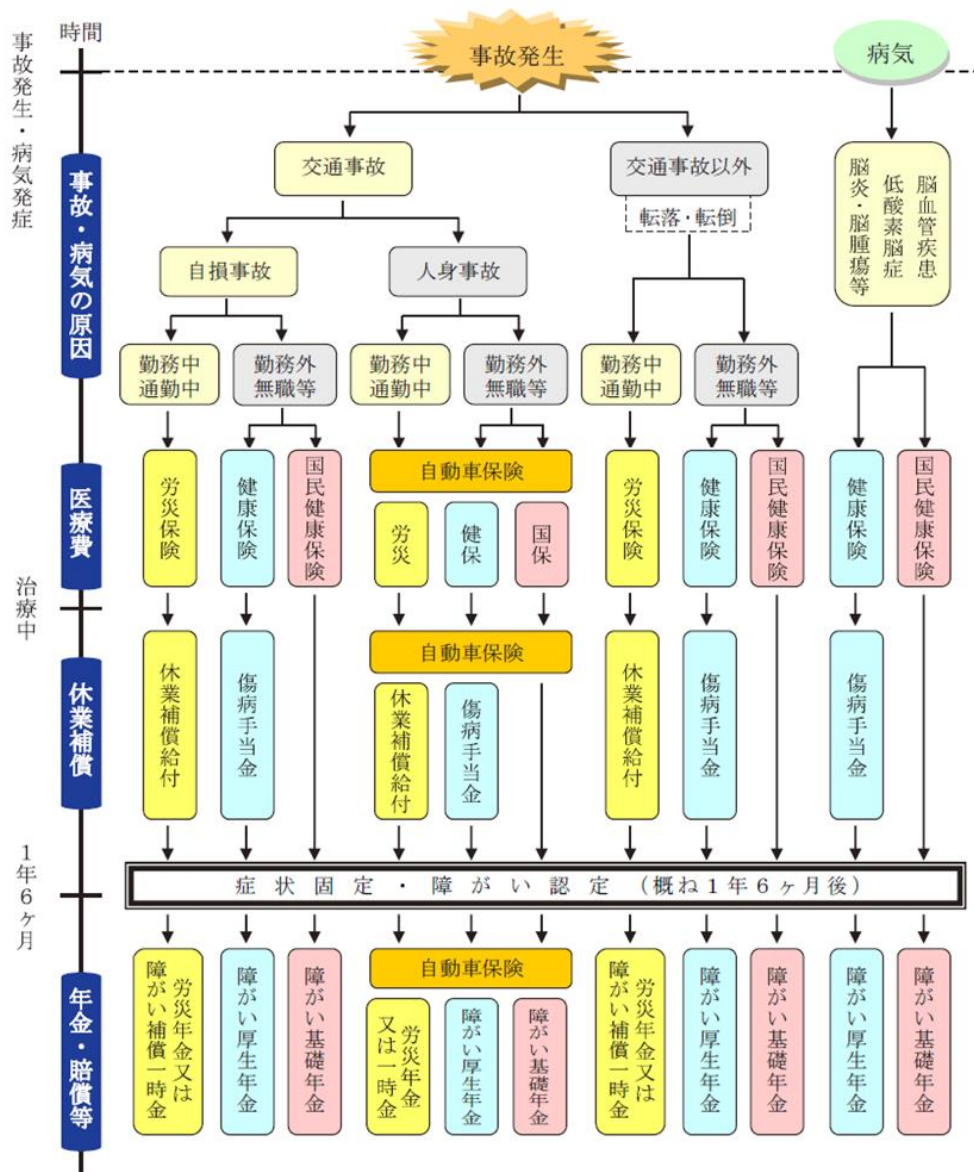 時間
事故発生・病気発症
事故発生
病気
事故・病気の原因
交通事故
交通事故以外
転落・転倒
脳血管疾患
低酸素脳症
脳炎・脳腫瘍等
自損事故
人身事故
勤務中
通勤中
勤務外
無職等
勤務中
通勤中
勤務外
無職等
勤務中
通勤中
勤務外
無職等
医療費
労災保険
健康保険
国民健康保険
自動車保険
労災
健保
国保
労災保険
健康保険
国民健康保険
健康保険
国民健康保険
治療中
休業補償
休業補償給付
傷病手当金
自動車保険
休業補償給付
傷病手当金
休業補償給付
傷病手当金
傷病手当金
1年6ヶ月
症状固定・障がい認定(概ね1年6ヶ月後)
年金・賠償等
労災年金又は
障がい補償一時金
障がい厚生年金
障がい基礎年金
自動車保険
労災年金
又は一時金
障がい厚生年金
障がい基礎年金
労災年金又は
障がい補償一時金
障がい厚生年金
障がい基礎年金
障がい厚生年金
障がい基礎年金